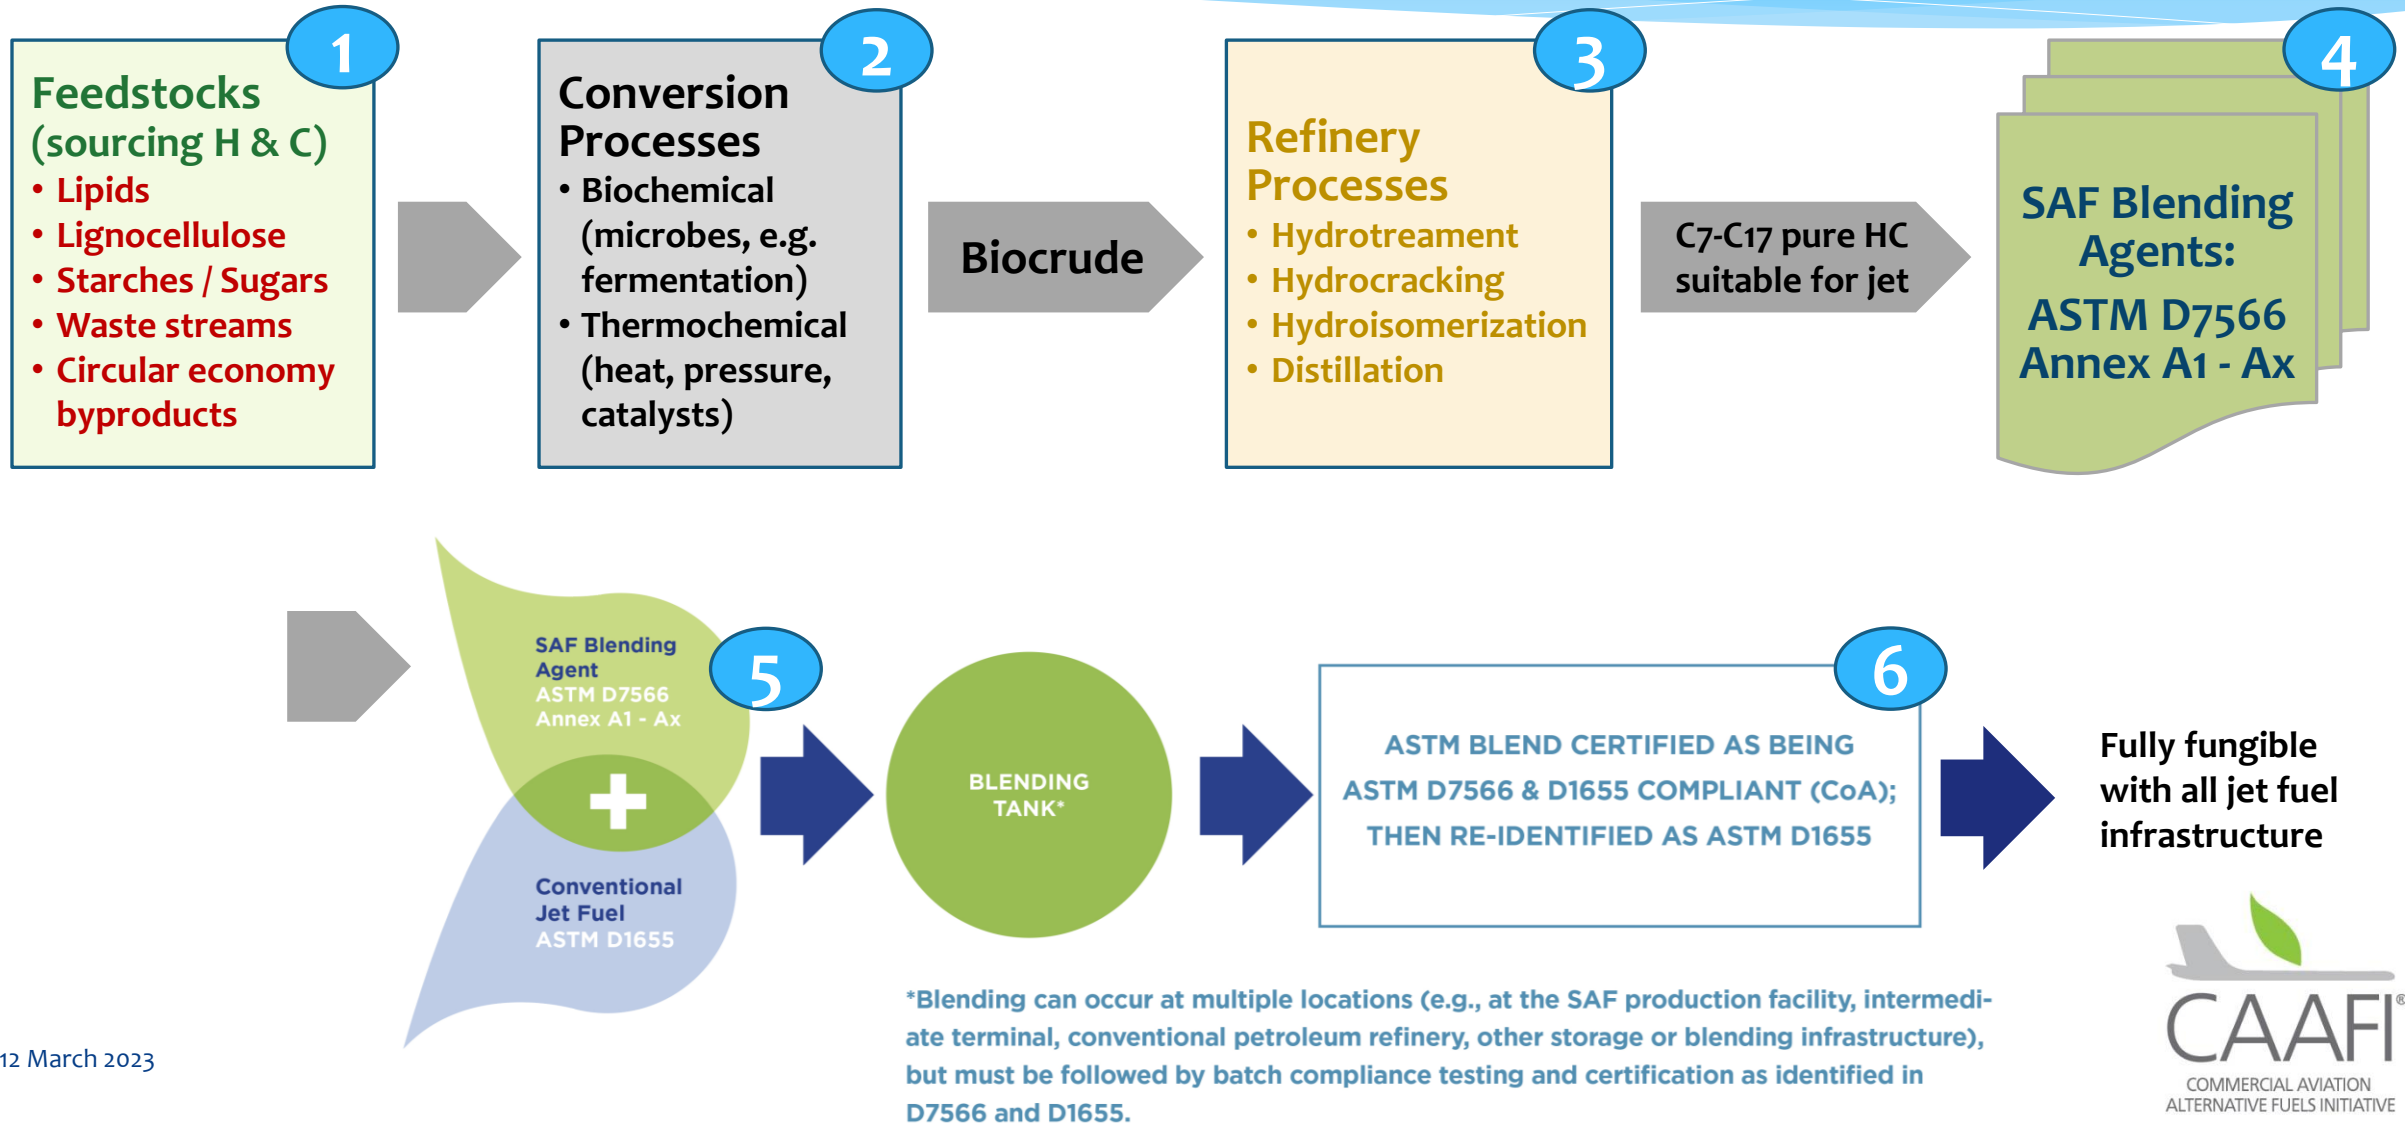 1
Feedstocks
(sourcing H & C)
• Lipids
• Lignocellulose
• Starches / Sugars
• Waste streams
• Circular economy
byproducts
2
Conversion
Processes
• Biochemical
(microbes, e.g.
fermentation)
• Thermochemical
(heat, pressure,
catalysts)
Biocrude
3
Refinery
Processes
• Hydrotreament
• Hydrocracking
• Hydroisomerization
• Distillation
C7-C17 pure HC
suitable for jet
4
SAF Blending
Agents:
ASTM D7566
Annex A1 - Ax
SAF Blending
Agent
ASTM D7566
Annex A1 - Ax
5
+
Conventional
Jet Fuel
ASTM D1655
BLENDING
TANK*
6
ASTM BLEND CERTIFIED AS BEING
ASTM D7566 & D1655 COMPLIANT (CoA);
THEN RE-IDENTIFIED AS ASTM D1655
Fully fungible
with all jet fuel
infrastructure
*Blending can occur at multiple locations (e.g., at the SAF production facility, intermedi-
ate terminal, conventional petroleum refinery, other storage or blending infrastructure),
but must be followed by batch compliance testing and certification as identified in
D7566 and D1655.
12 March 2023
CAAFI®
COMMERCIAL AVIATION
ALTERNATIVE FUELS INITIATIVE